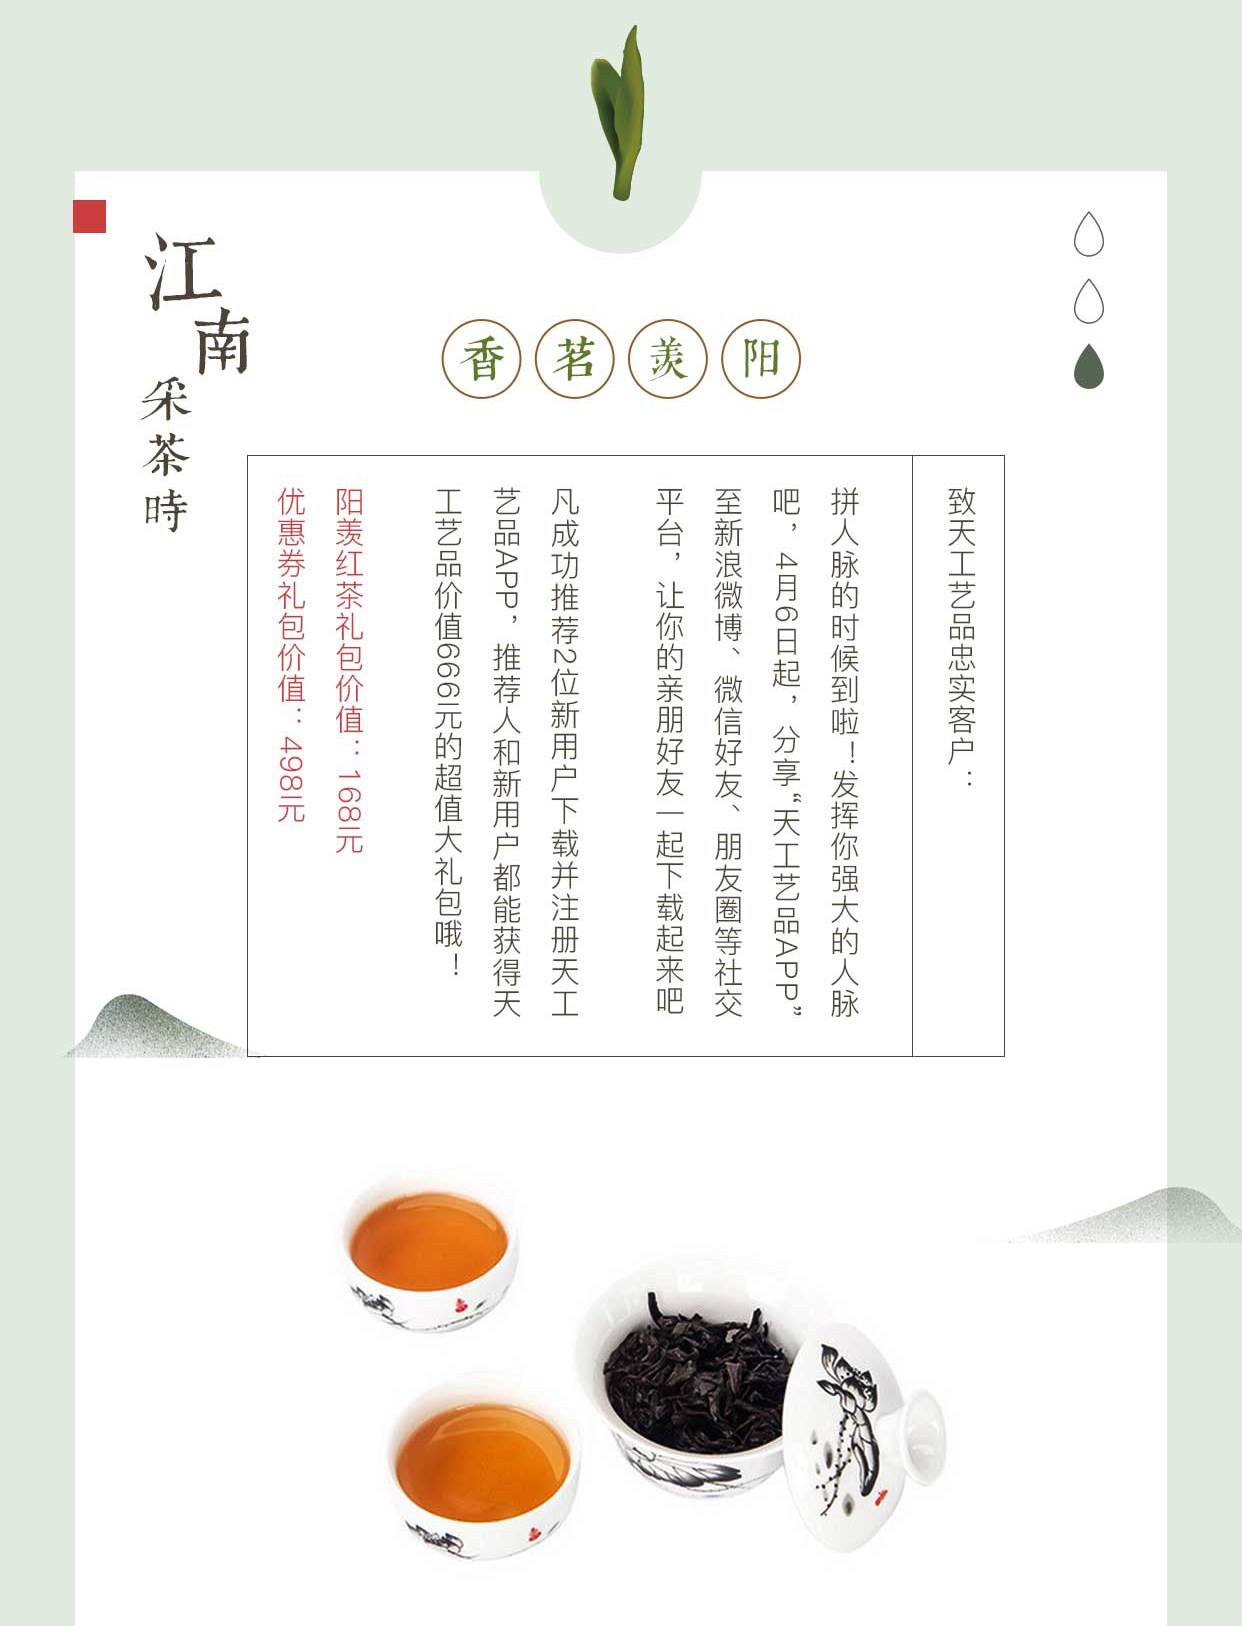 江南
采茶時
阳羡茗香
致天工艺品忠实客户：
拼人脉的时候到啦！发挥你强大的人脉
吧，4月6日起，分享“天工艺品APP”
至新浪微博、微信好友、朋友圈等社交
平台，让你的亲朋好友一起下载起来吧
凡成功推荐2位新用户下载并注册天工
艺品APP，推荐人和新用户都能获得天
工艺品价值666元的超值大礼包哦！
阳羡红茶礼包价值：168元
优惠券礼包价值：498元